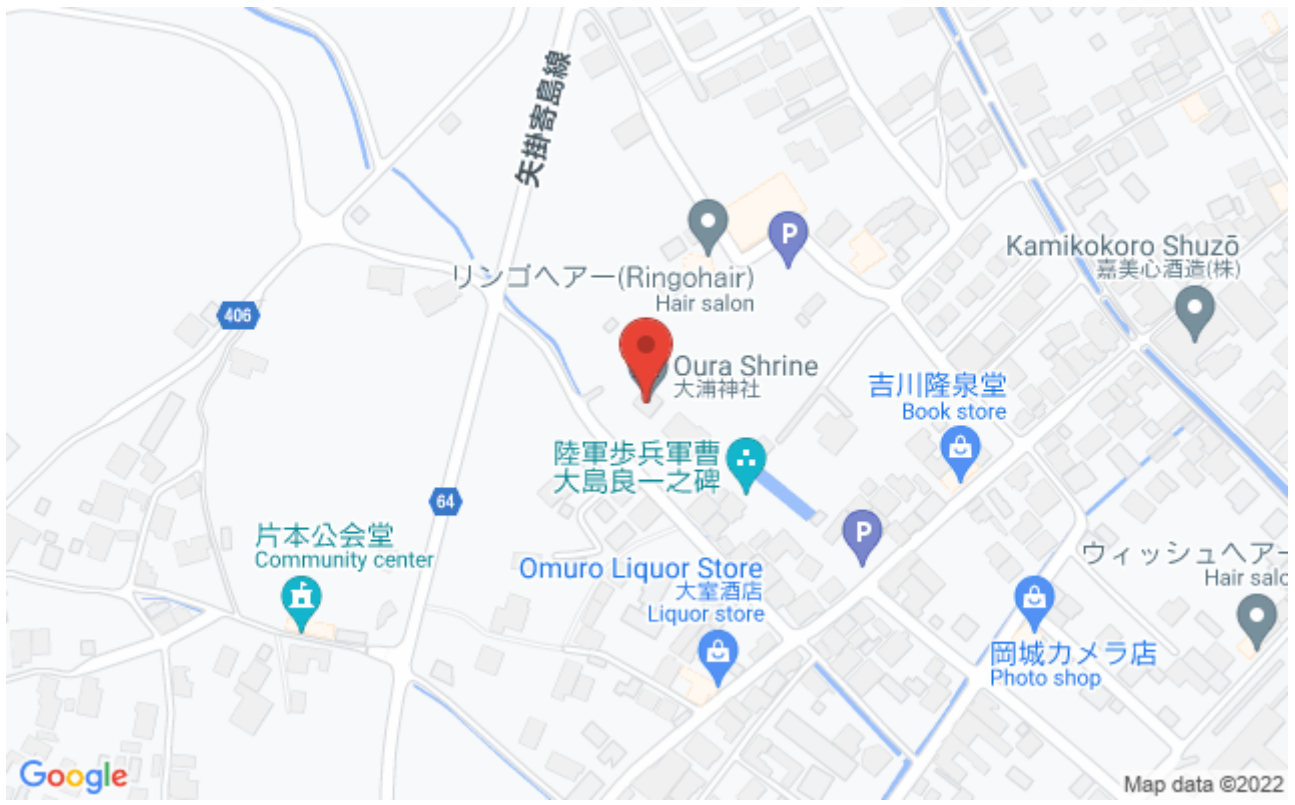 矢掛寄島線
Kamikokoro Shuzō
嘉美心酒造(株)
リンゴヘアー(Ringohair)
Hair salon
P
406
Oura Shrine
大浦神社
吉川隆泉堂
Book store
陸軍歩兵軍曹
大島良一之碑
64
片本公会堂
Community center
P
Omuro Liquor Store
大室酒店
Liquor store
ウィッシュヘアー
Hair salo
岡城カメラ店
Photo shop
Google
Map data ©2022